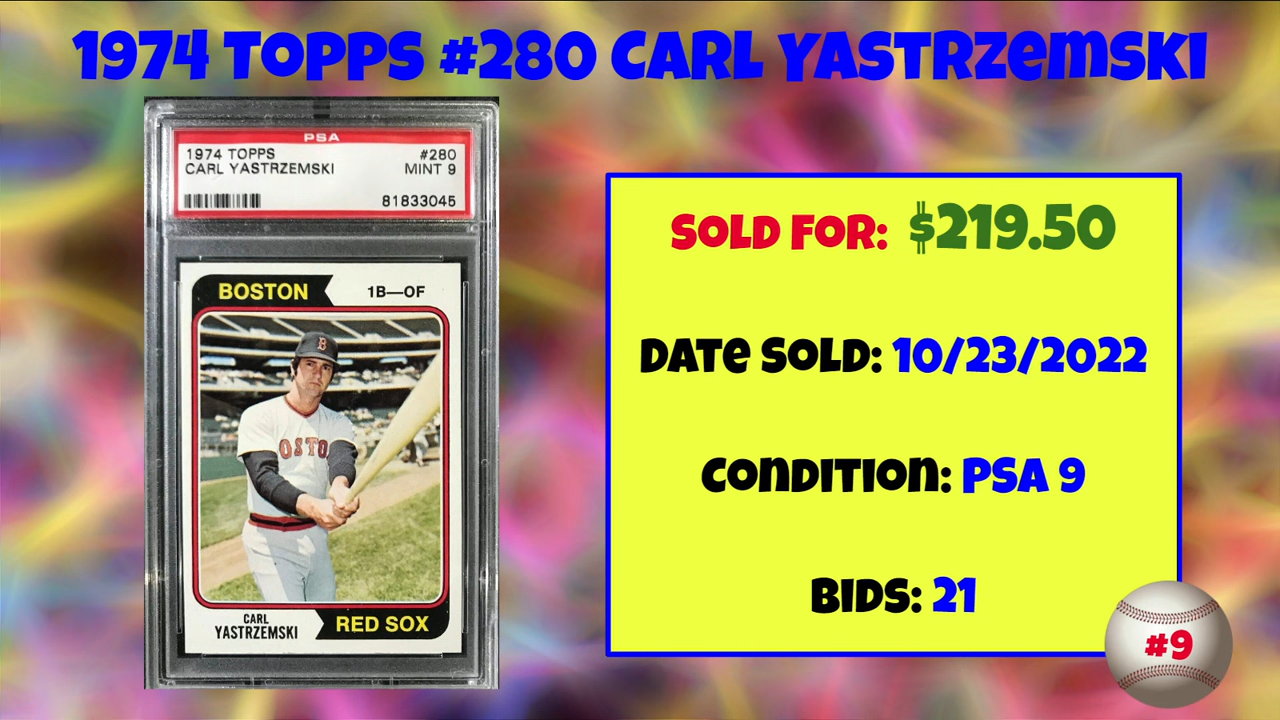 1974 TOPPS #280 CARL YASTRZEMSKI
PSA
1974 TOPPS #280
CARL YASTRZEMSKI MINT 9
81833045
BOSTON 1B—OF
B
OSTO
CARL
YASTRZEMSKI
RED SOX
SOLD FOR: $219.50
DATE SOLD: 10/23/2022
CONDITION: PSA 9
BIDS: 21
#9